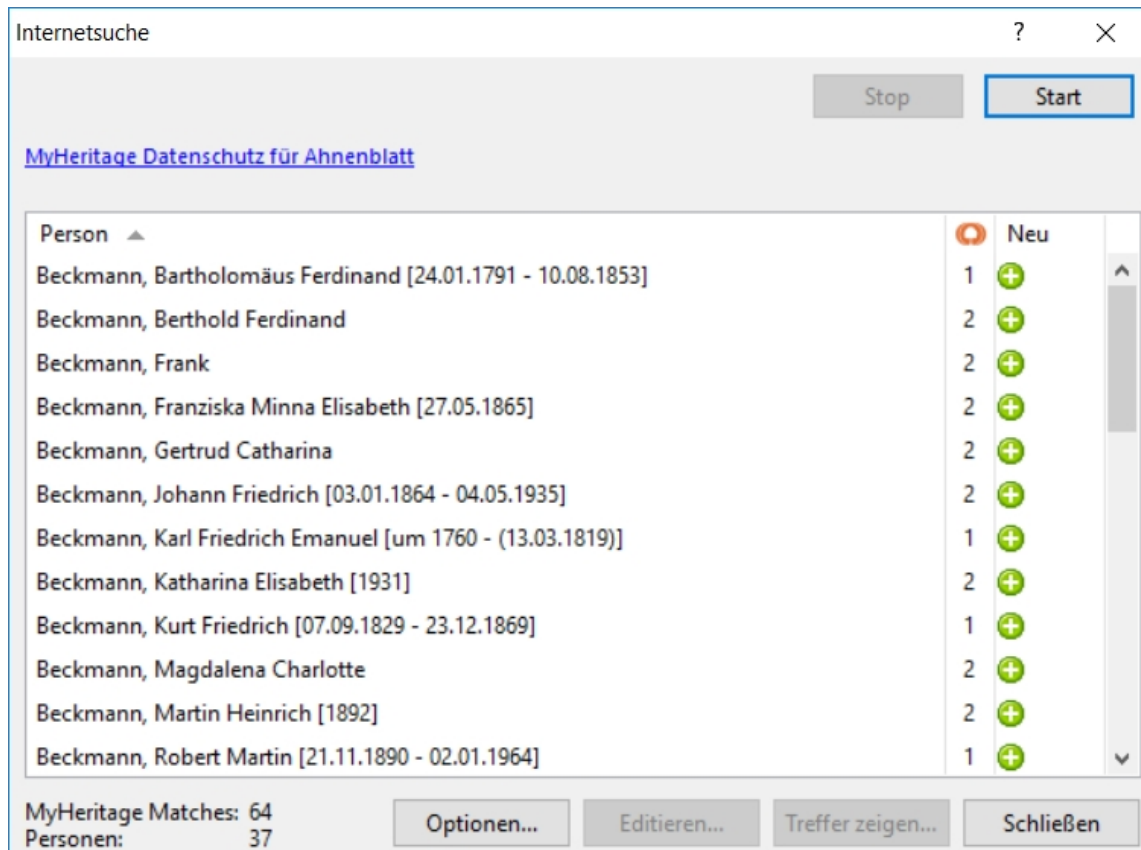 Internetsuche ? ×
Stop Start
MyHeritage Datenschutz für Ahnenblatt
Person Neu
Beckmann, Bartholomäus Ferdinand [24.01.1791 - 10.08.1853] 1
Beckmann, Berthold Ferdinand 2
Beckmann, Frank 2
Beckmann, Franziska Minna Elisabeth [27.05.1865] 2
Beckmann, Gertrud Catharina 2
Beckmann, Johann Friedrich [03.01.1864 - 04.05.1935] 2
Beckmann, Karl Friedrich Emanuel [um 1760 - (13.03.1819)] 1
Beckmann, Katharina Elisabeth [1931] 2
Beckmann, Kurt Friedrich [07.09.1829 - 23.12.1869] 1
Beckmann, Magdalena Charlotte 2
Beckmann, Martin Heinrich [1892] 2
Beckmann, Robert Martin [21.11.1890 - 02.01.1964] 1
MyHeritage Matches: 64
Personen: 37
Optionen... Editieren... Treffer zeigen... Schließen